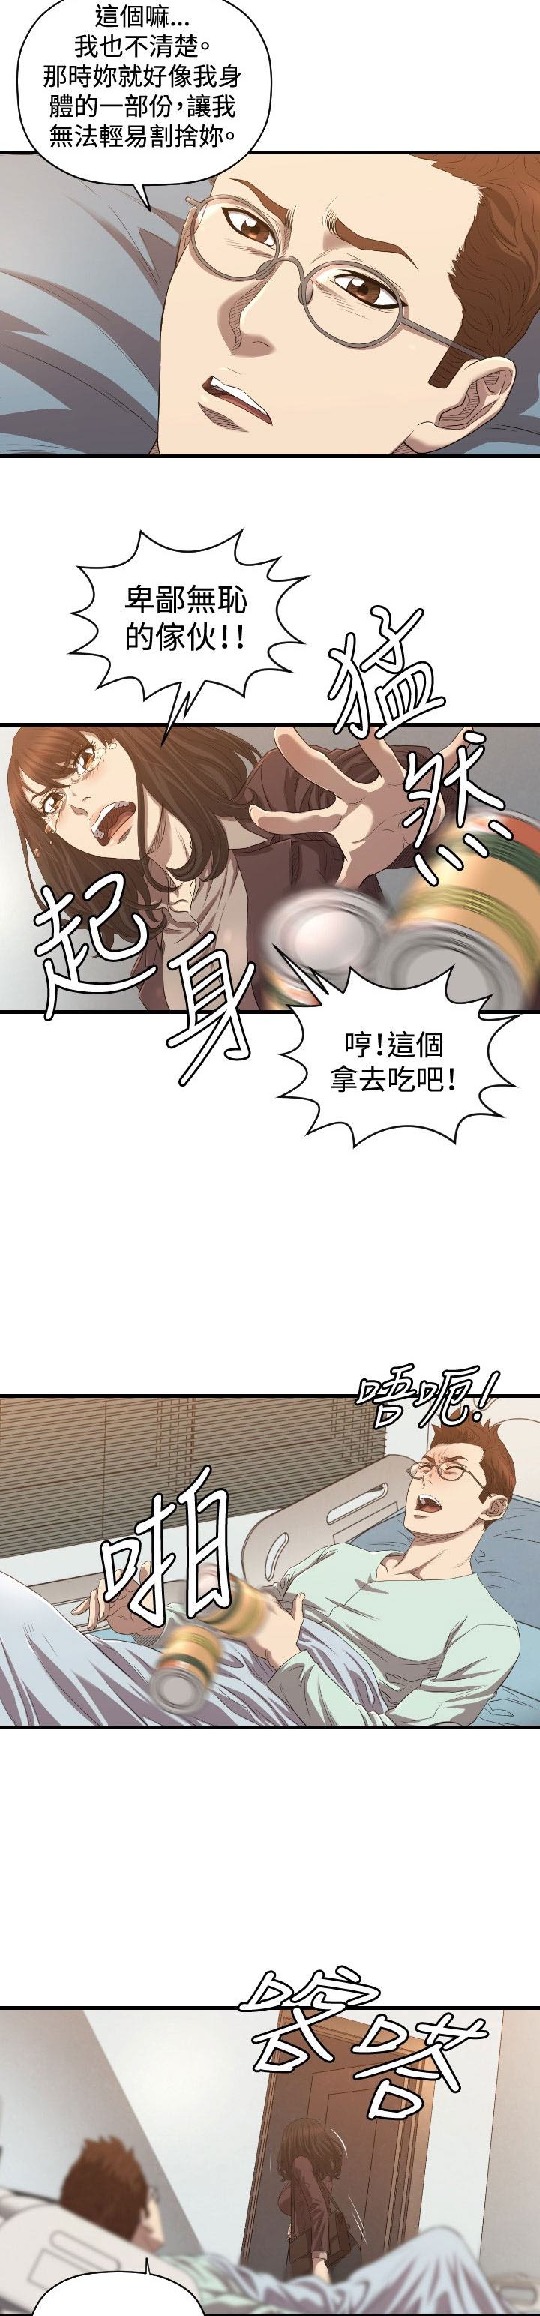 這個嘛...
我也不清楚。
那時妳就好像我身
體的一部份，讓我
無法輕易割捨妳。
卑鄙無恥
的傢伙!!
猛然
起身
哼!這個
拿去吃吧!
唔呃!
啪
喀嗒